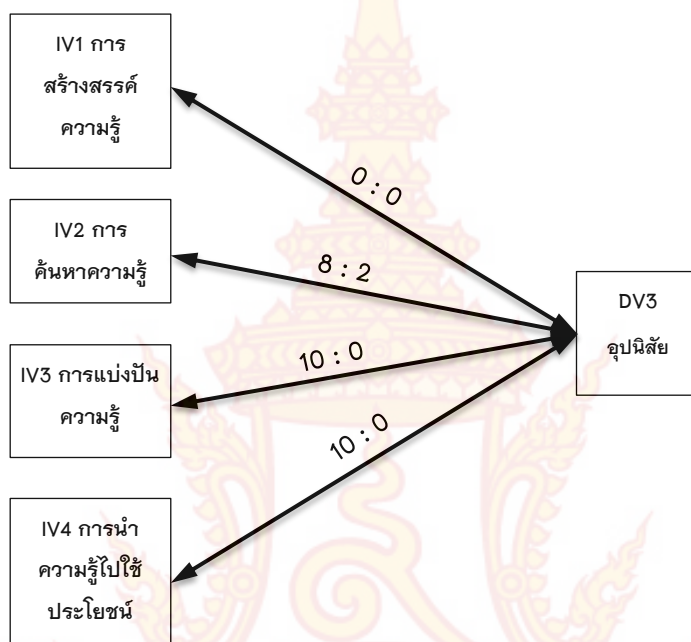 IV1 การ
สร้างสรรค์
ความรู้
0 : 0
IV2 การ
ค้นหาความรู้
8 : 2
DV3
อุปนิสัย
IV3 การแบ่งปัน
ความรู้
10 : 0
10 : 0
IV4 การนำ
ความรู้ไปใช้
ประโยชน์